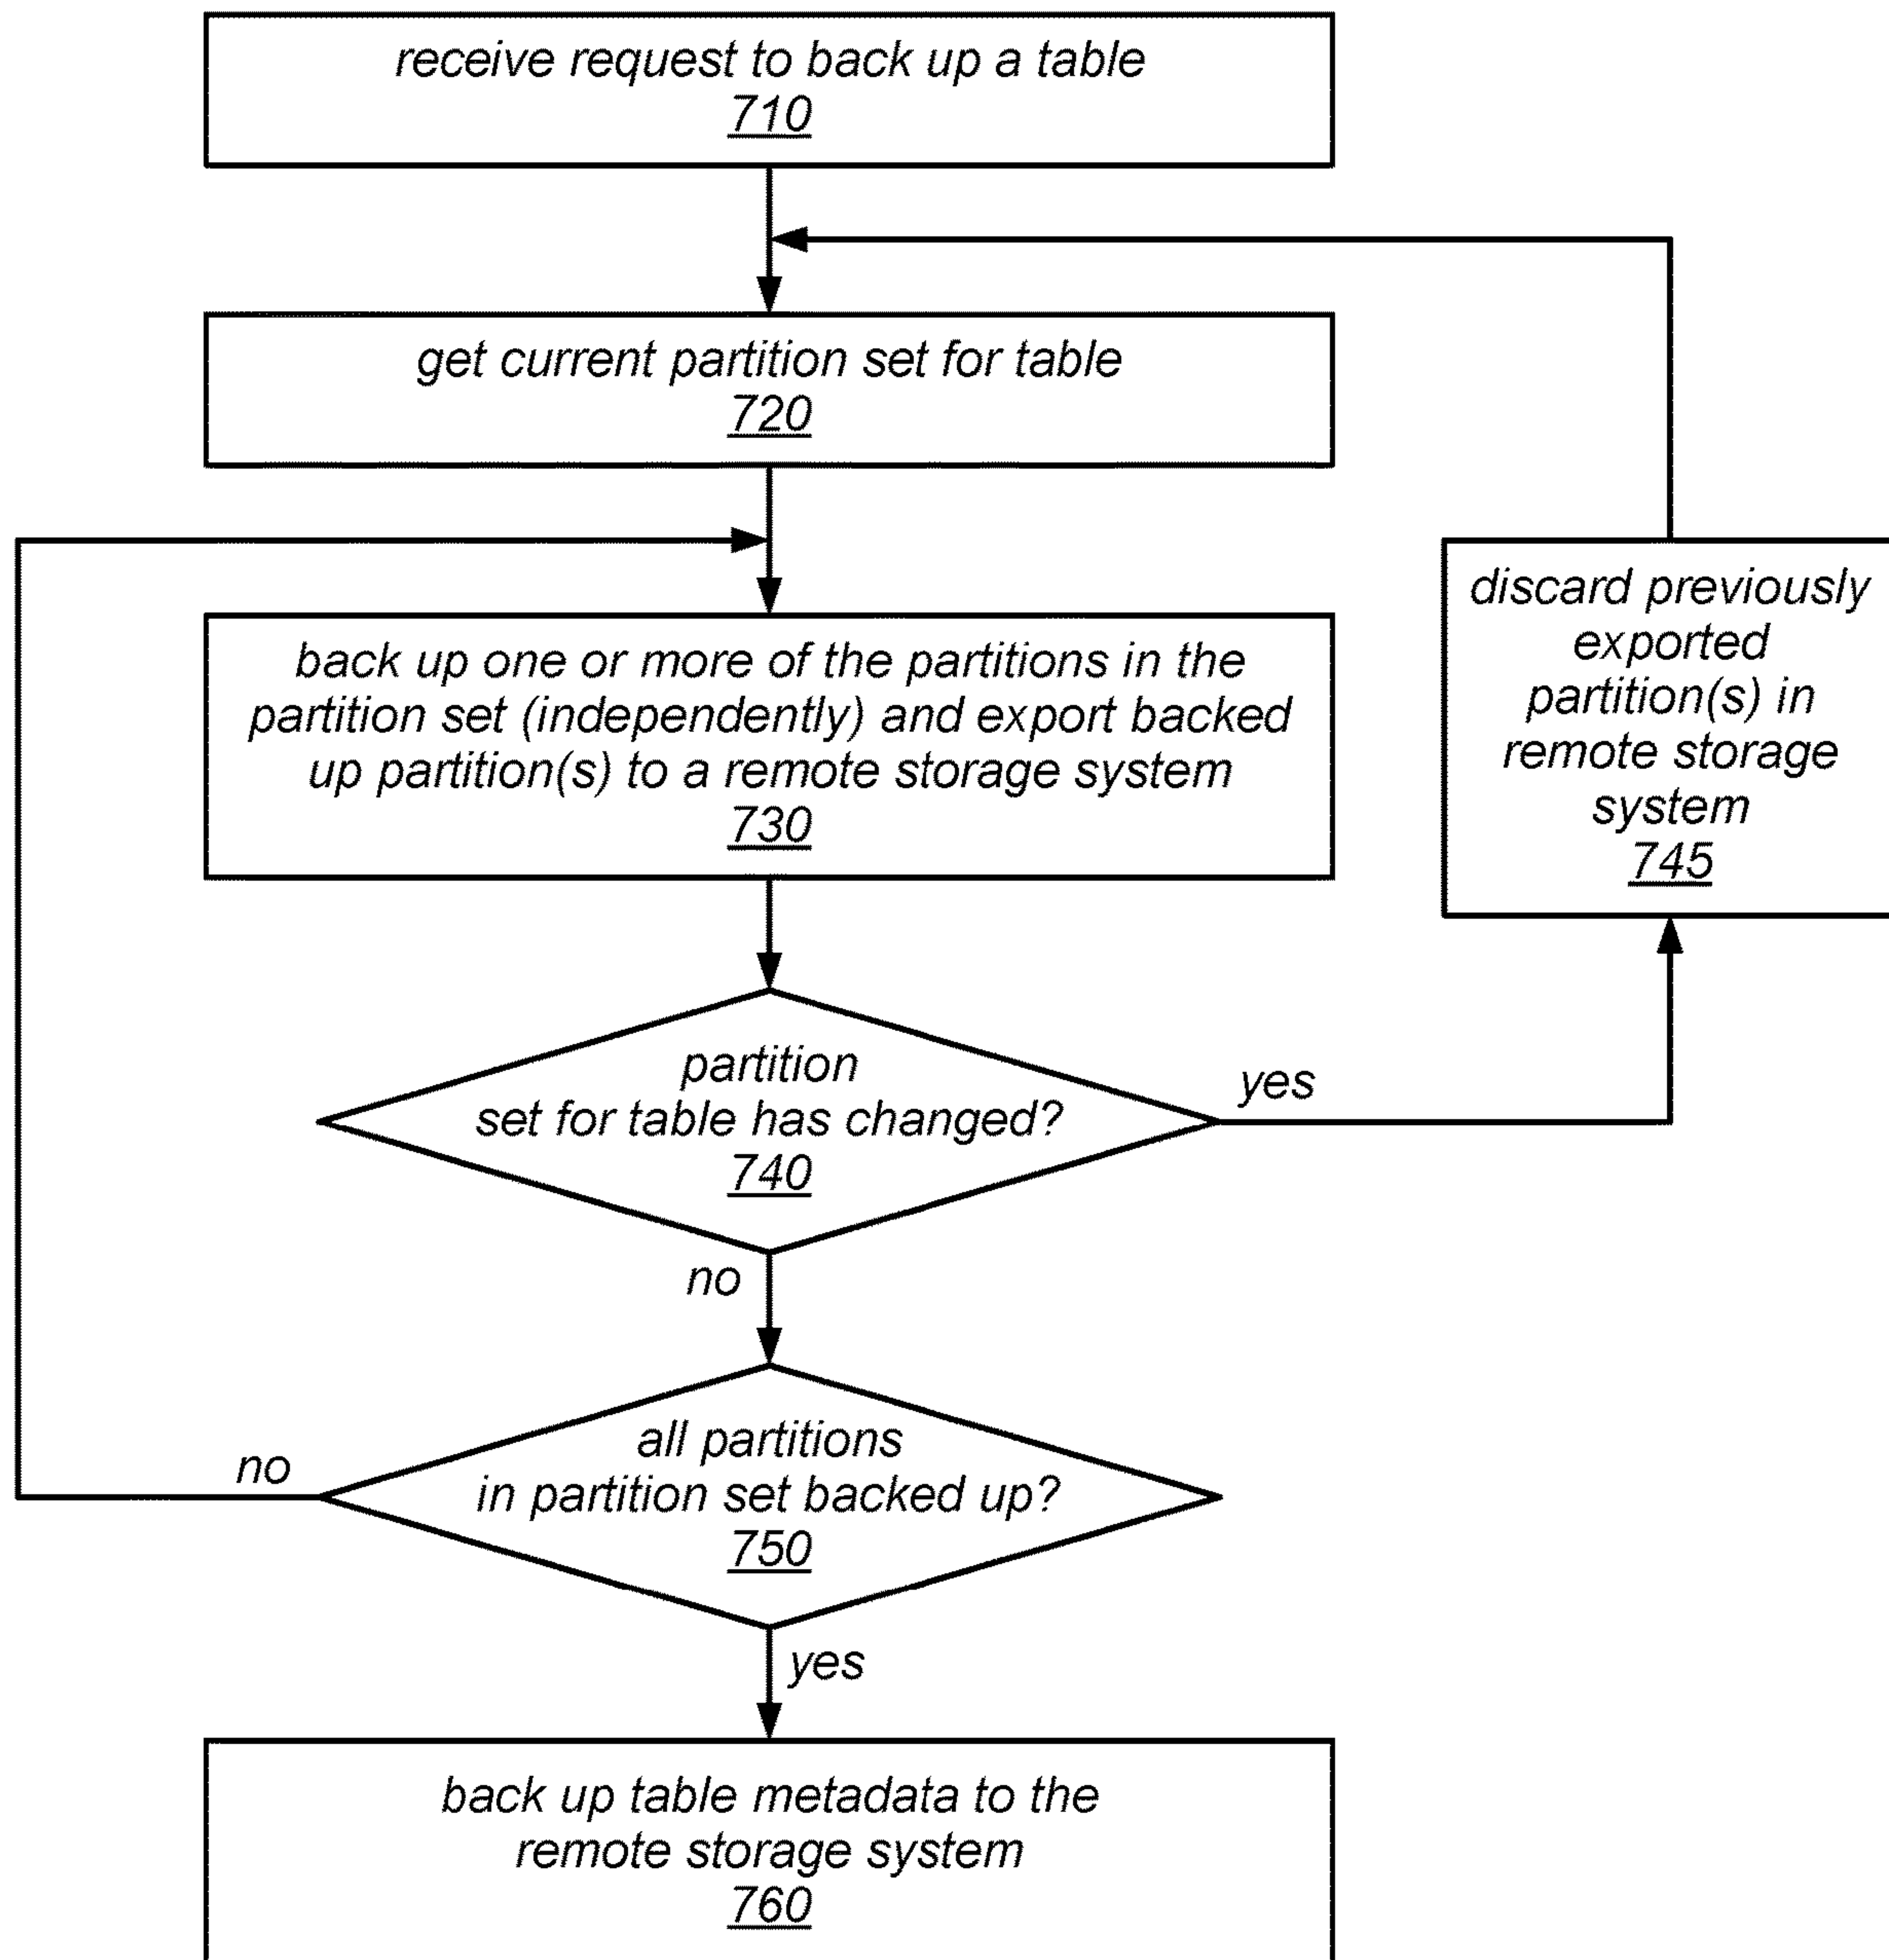 receive request to back up a table
710
get current partition set for table
720
back up one or more of the partitions in the
partition set (independently) and export backed
up partition(s) to a remote storage system
730
discard previously
exported
partition(s) in
remote storage
system
745
partition
set for table has changed?
740
yes
no
all partitions
in partition set backed up?
750
no
yes
back up table metadata to the
remote storage system
760